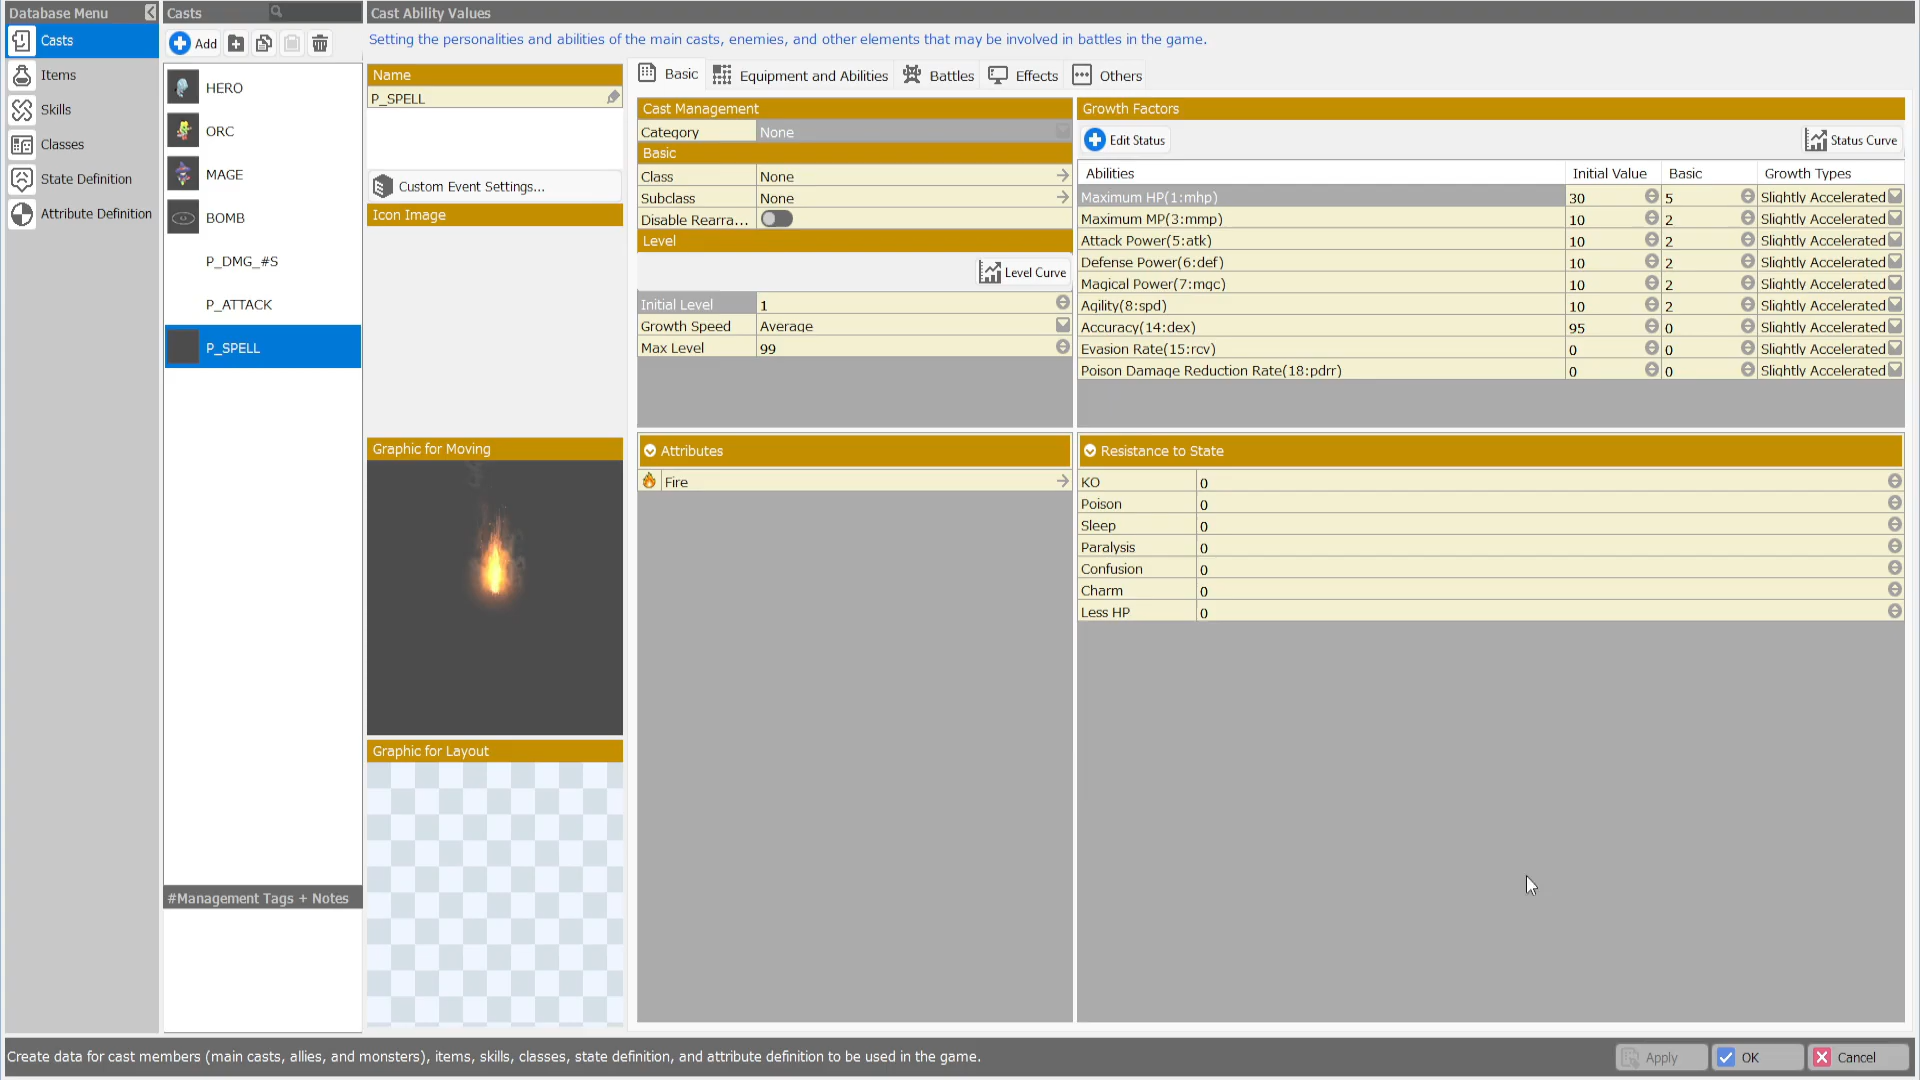 Database Menu
Casts
Items
Skills
Classes
State Definition
Attribute Definition
Casts
Add
HERO
ORC
MAGE
BOMB
P_DMG_#S
P_ATTACK
P_SPELL
#Management Tags + Notes
Cast Ability Values
Setting the personalities and abilities of the main casts, enemies, and other elements that may be involved in battles in the game.
Name
P_SPELL
Custom Event Settings...
Icon Image
Graphic for Moving
Graphic for Layout
Basic
Equipment and Abilities
Battles
Effects
Others
Cast Management
Category None
Basic
Class None
Subclass None
Disable Rearra...
Level
Level Curve
Initial Level 1
Growth Speed Average
Max Level 99
Attributes
Fire
Growth Factors
Edit Status
Status Curve
Abilities Initial Value Basic Growth Types
Maximum HP(1:mhp) 30 5 Slightly Accelerated
Maximum MP(3:mmp) 10 2 Slightly Accelerated
Attack Power(5:atk) 10 2 Slightly Accelerated
Defense Power(6:def) 10 2 Slightly Accelerated
Magical Power(7:mgc) 10 2 Slightly Accelerated
Agility(8:spd) 10 2 Slightly Accelerated
Accuracy(14:dex) 95 0 Slightly Accelerated
Evasion Rate(15:rcv) 0 0 Slightly Accelerated
Poison Damage Reduction Rate(18:pdrr) 0 0 Slightly Accelerated
Resistance to State
KO 0
Poison 0
Sleep 0
Paralysis 0
Confusion 0
Charm 0
Less HP 0
Create data for cast members (main casts, allies, and monsters), items, skills, classes, state definition, and attribute definition to be used in the game.
Apply
OK
Cancel